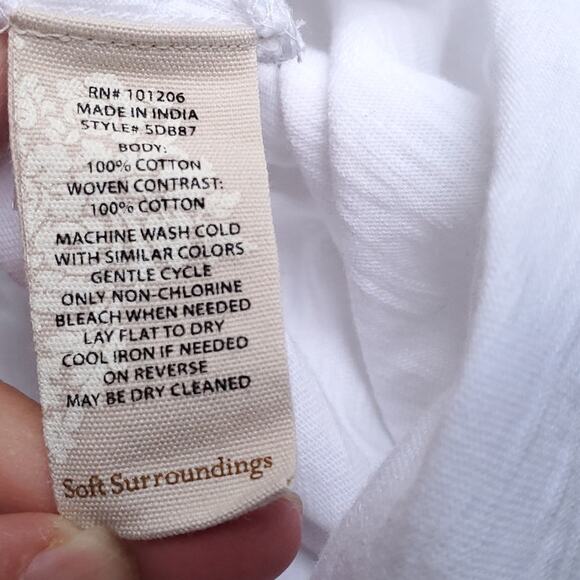 RN# 101206
MADE IN INDIA
STYLE# 5DB87
BODY:
100% COTTON
WOVEN CONTRAST:
100% COTTON
MACHINE WASH COLD
WITH SIMILAR COLORS
GENTLE CYCLE
ONLY NON-CHLORINE
BLEACH WHEN NEEDED
LAY FLAT TO DRY
COOL IRON IF NEEDED
ON REVERSE
MAY BE DRY CLEANED
Soft Surroundings